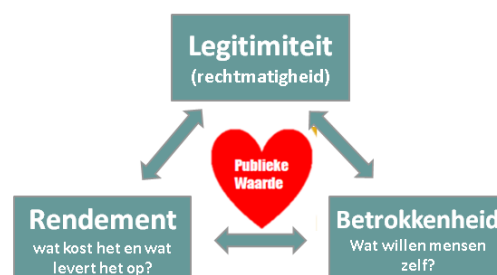 Legitimiteit
(rechtmatigheid)
Publieke
Waarde
Rendement
wat kost het en wat
levert het op?
Betrokkenheid
Wat willen mensen
zelf?